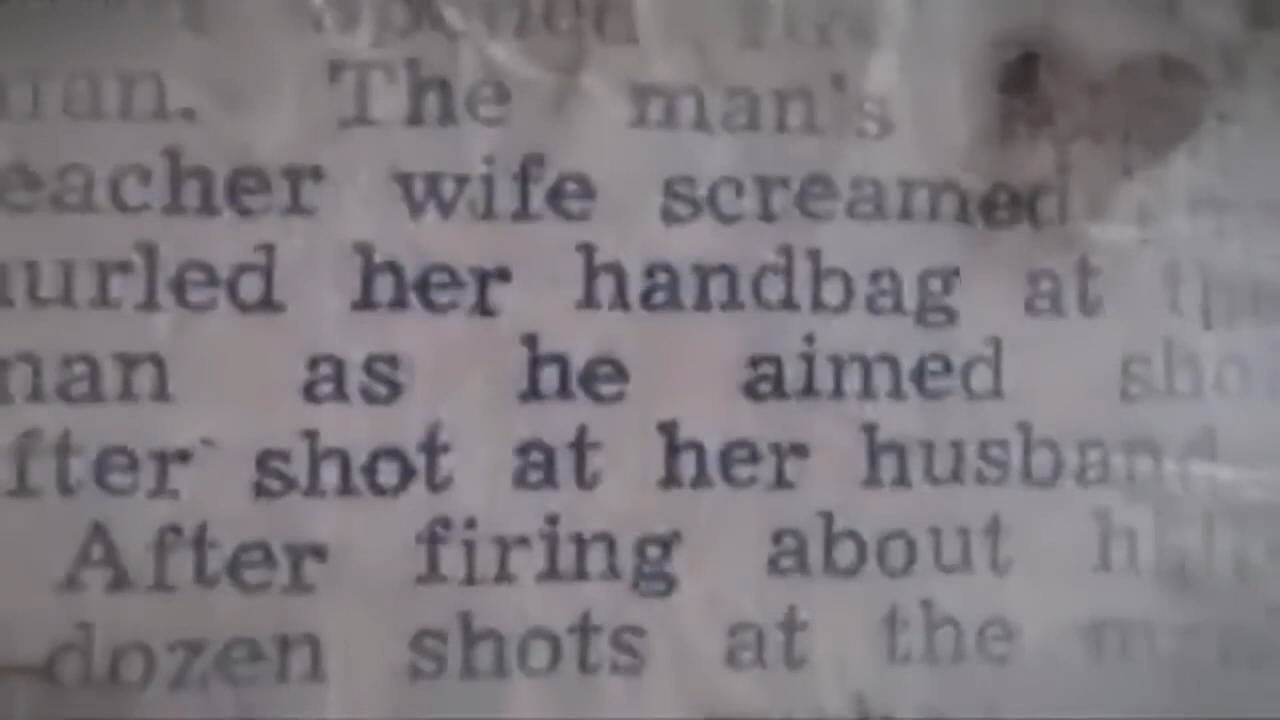 The man's
eacher wife screamed
urled her handbag at
nan as he aimed sho
fter shot at her husband
After firing about
dozen shots at the